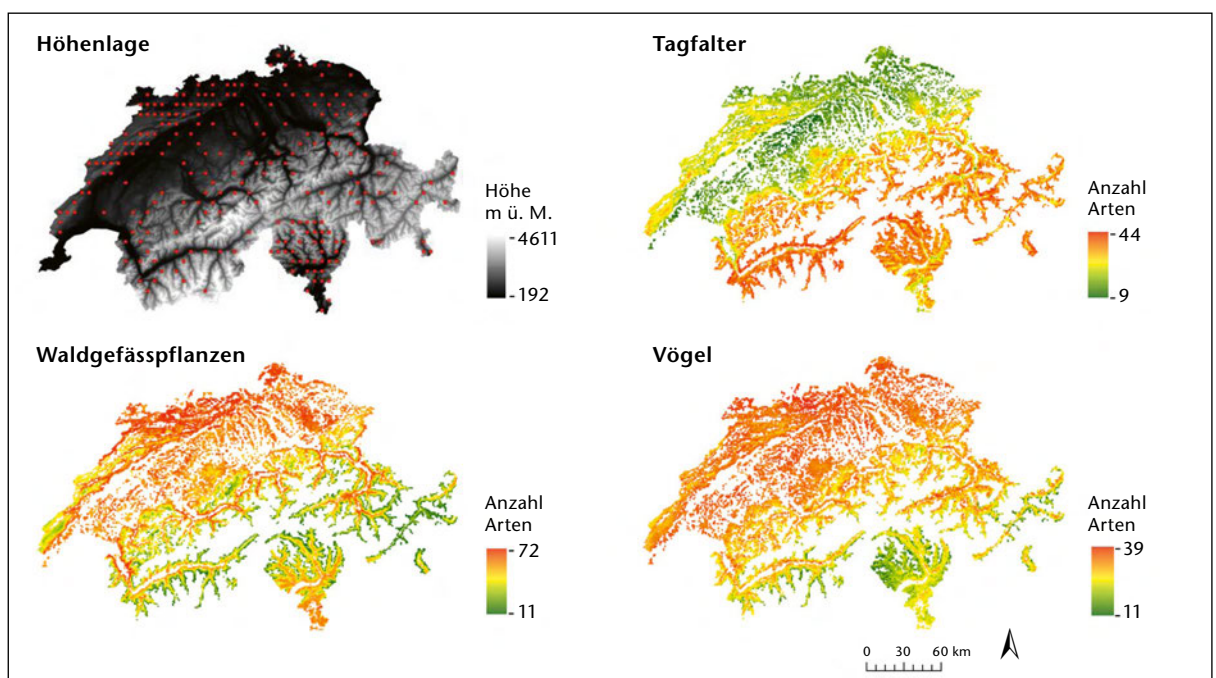 Höhenlage
Höhe
m ü. M.
4611
192
Tagfalter
Anzahl
Arten
44
9
Waldgefässpflanzen
Anzahl
Arten
72
11
Vögel
Anzahl
Arten
39
11
0 30 60 km